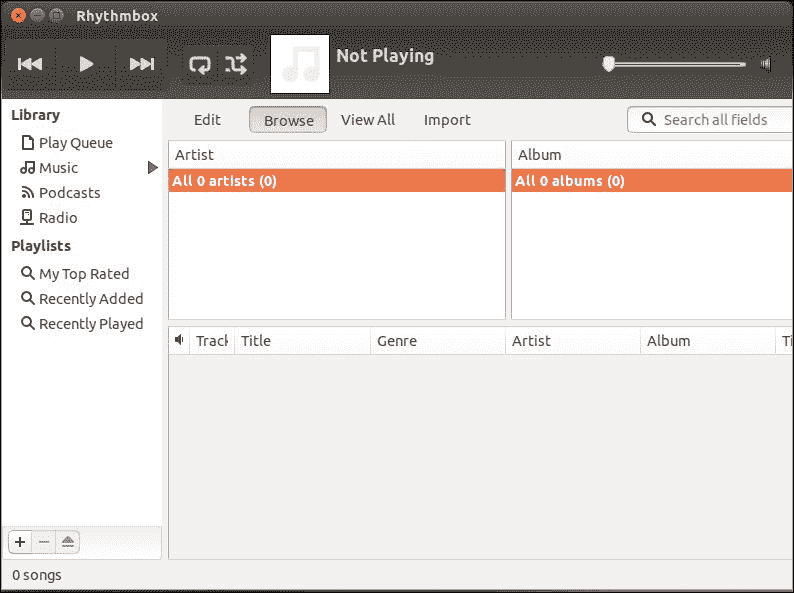 Rhythmbox
Not Playing
Library
Play Queue
Music
Podcasts
Radio
Playlists
My Top Rated
Recently Added
Recently Played
Edit Browse View All Import Search all fields
Artist Album
All 0 artists (0) All 0 albums (0)
Track Title Genre Artist Album Ti
0 songs